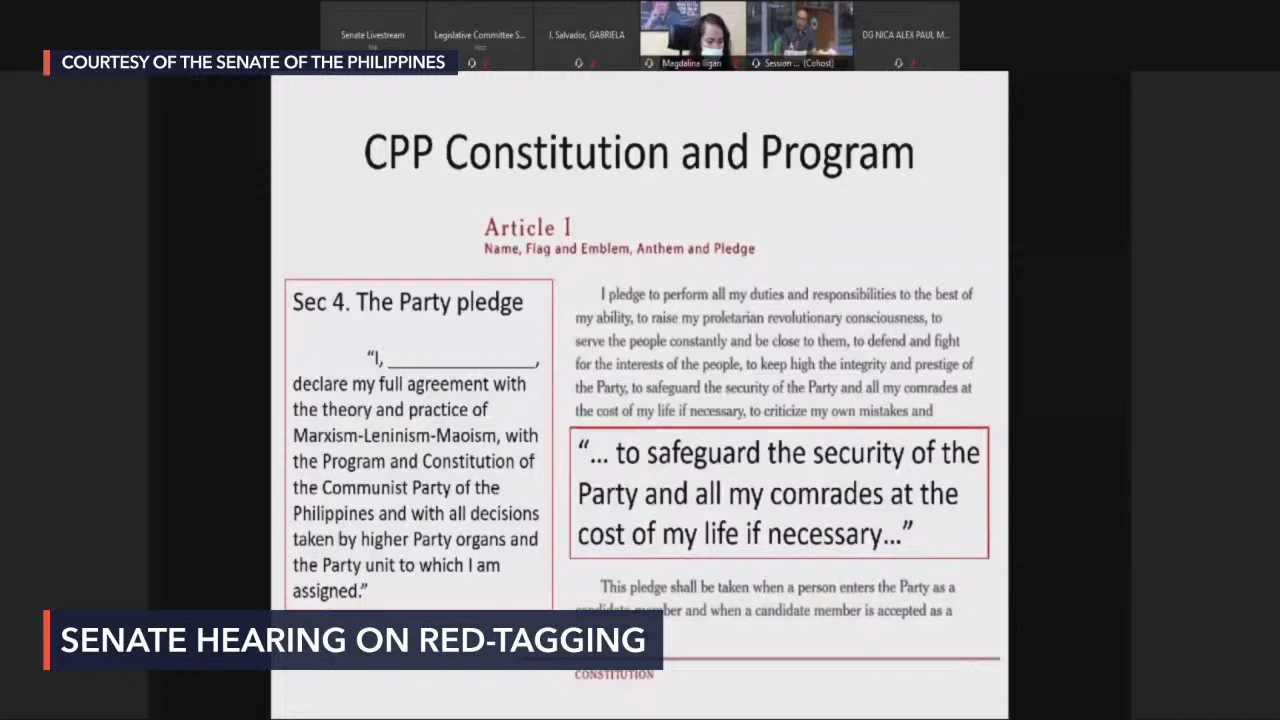 Senate Livestream
Legislative Committee S...
Host
J. Salvador, GABRIELA
Magdalina Iligan
Session ... (Cohost)
DG NICA ALEX PAUL M...
COURTESY OF THE SENATE OF THE PHILIPPINES
CPP Constitution and Program
Article I
Name, Flag and Emblem, Anthem and Pledge
Sec 4. The Party pledge
“I, _______________,
declare my full agreement with
the theory and practice of
Marxism-Leninism-Maoism, with
the Program and Constitution of
the Communist Party of the
Philippines and with all decisions
taken by higher Party organs and
the Party unit to which I am
assigned.”
I pledge to perform all my duties and responsibilities to the best of
my ability, to raise my proletarian revolutionary consciousness, to
serve the people constantly and be close to them, to defend and fight
for the interests of the people, to keep high the integrity and prestige of
the Party, to safeguard the security of the Party and all my comrades at
the cost of my life if necessary, to criticize my own mistakes and
“... to safeguard the security of the
Party and all my comrades at the
cost of my life if necessary...”
This pledge shall be taken when a person enters the Party as a
candidate member and when a candidate member is accepted as a
SENATE HEARING ON RED-TAGGING
CONSTITUTION